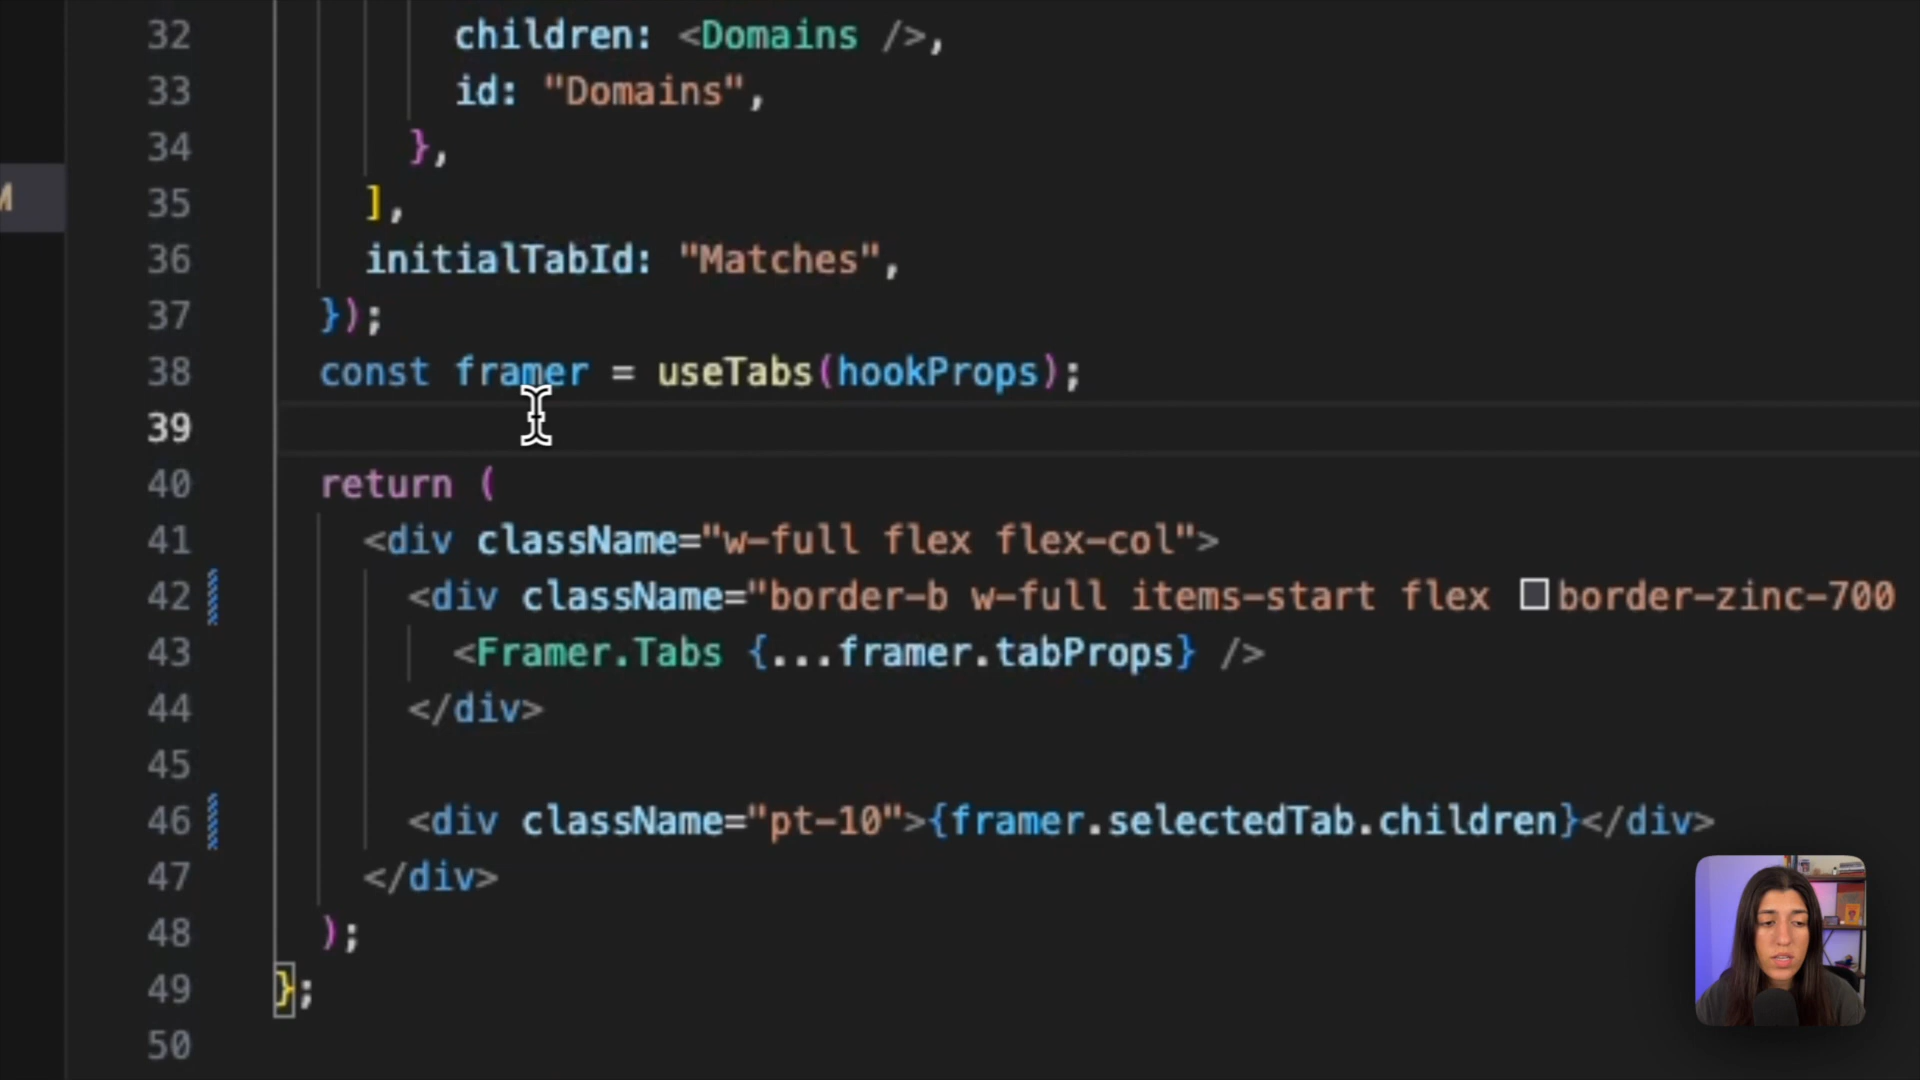 32 children: <Domains />,
33 id: "Domains",
34 },
35 ],
36 initialTabId: "Matches",
37 });
38 const framer = useTabs(hookProps);
39
40 return (
41 <div className="w-full flex flex-col">
42 <div className="border-b w-full items-start flex border-zinc-700
43 <Framer.Tabs {...framer.tabProps} />
44 </div>
45
46 <div className="pt-10">{framer.selectedTab.children}</div>
47 </div>
48 );
49 };
50